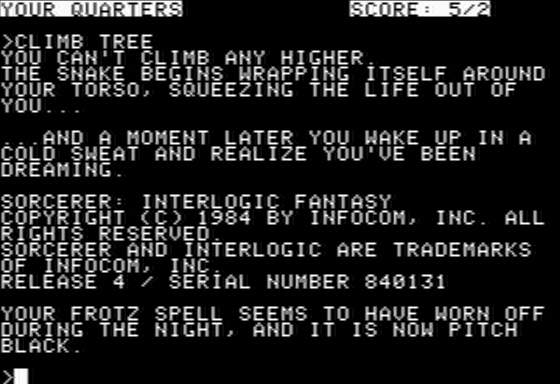 YOUR QUARTERS SCORE: 5/2
>CLIMB TREE
YOU CAN'T CLIMB ANY HIGHER.
THE SNAKE BEGINS WRAPPING ITSELF AROUND
YOUR TORSO, SQUEEZING THE LIFE OUT OF
YOU...
...AND A MOMENT LATER YOU WAKE UP IN A
COLD SWEAT AND REALIZE YOU'VE BEEN
DREAMING.
SORCERER: INTERLOGIC FANTASY
COPYRIGHT (C) 1984 BY INFOCOM, INC. ALL
RIGHTS RESERVED.
SORCERER AND INTERLOGIC ARE TRADEMARKS
OF INFOCOM, INC.
RELEASE 4 / SERIAL NUMBER 840131
YOUR FROTZ SPELL SEEMS TO HAVE WORN OFF
DURING THE NIGHT, AND IT IS NOW PITCH
BLACK.
>